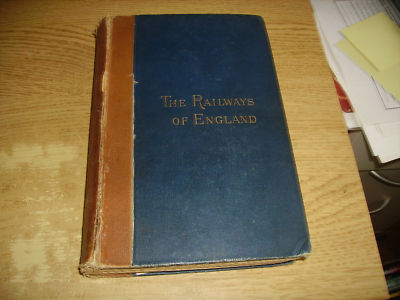 THE RAILWAYS
OF ENGLAND